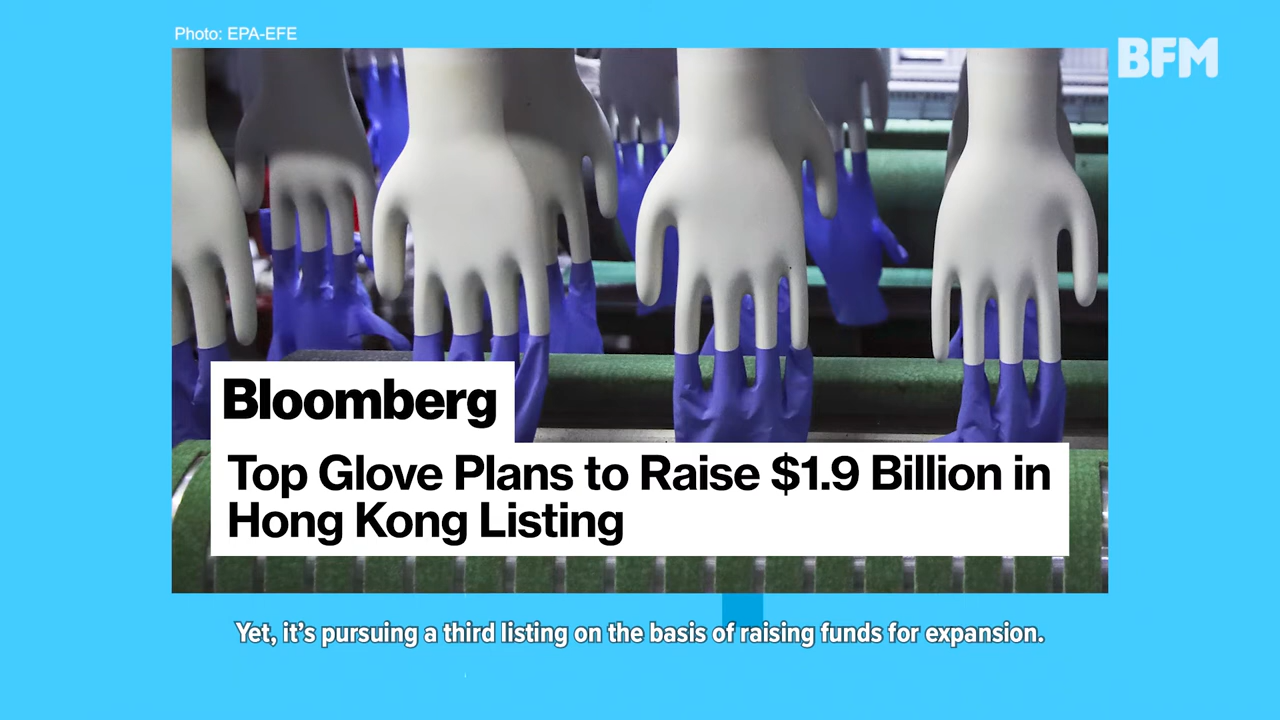 Photo: EPA-EFE
BFM
Bloomberg
Top Glove Plans to Raise $1.9 Billion in
Hong Kong Listing
Yet, it's pursuing a third listing on the basis of raising funds for expansion.